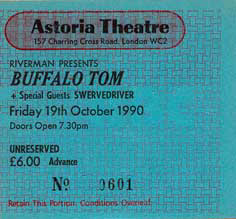 Astoria Theatre
157 Charring Cross Road, London WC2
RIVERMAN PRESENTS
BUFFALO TOM
+ Special Guests SWERVEDRIVER
Friday 19th October 1990
Doors Open 7.30pm
UNRESERVED
£6.00 Advance
No 0601
Retain This Portion. Conditions Overleaf.